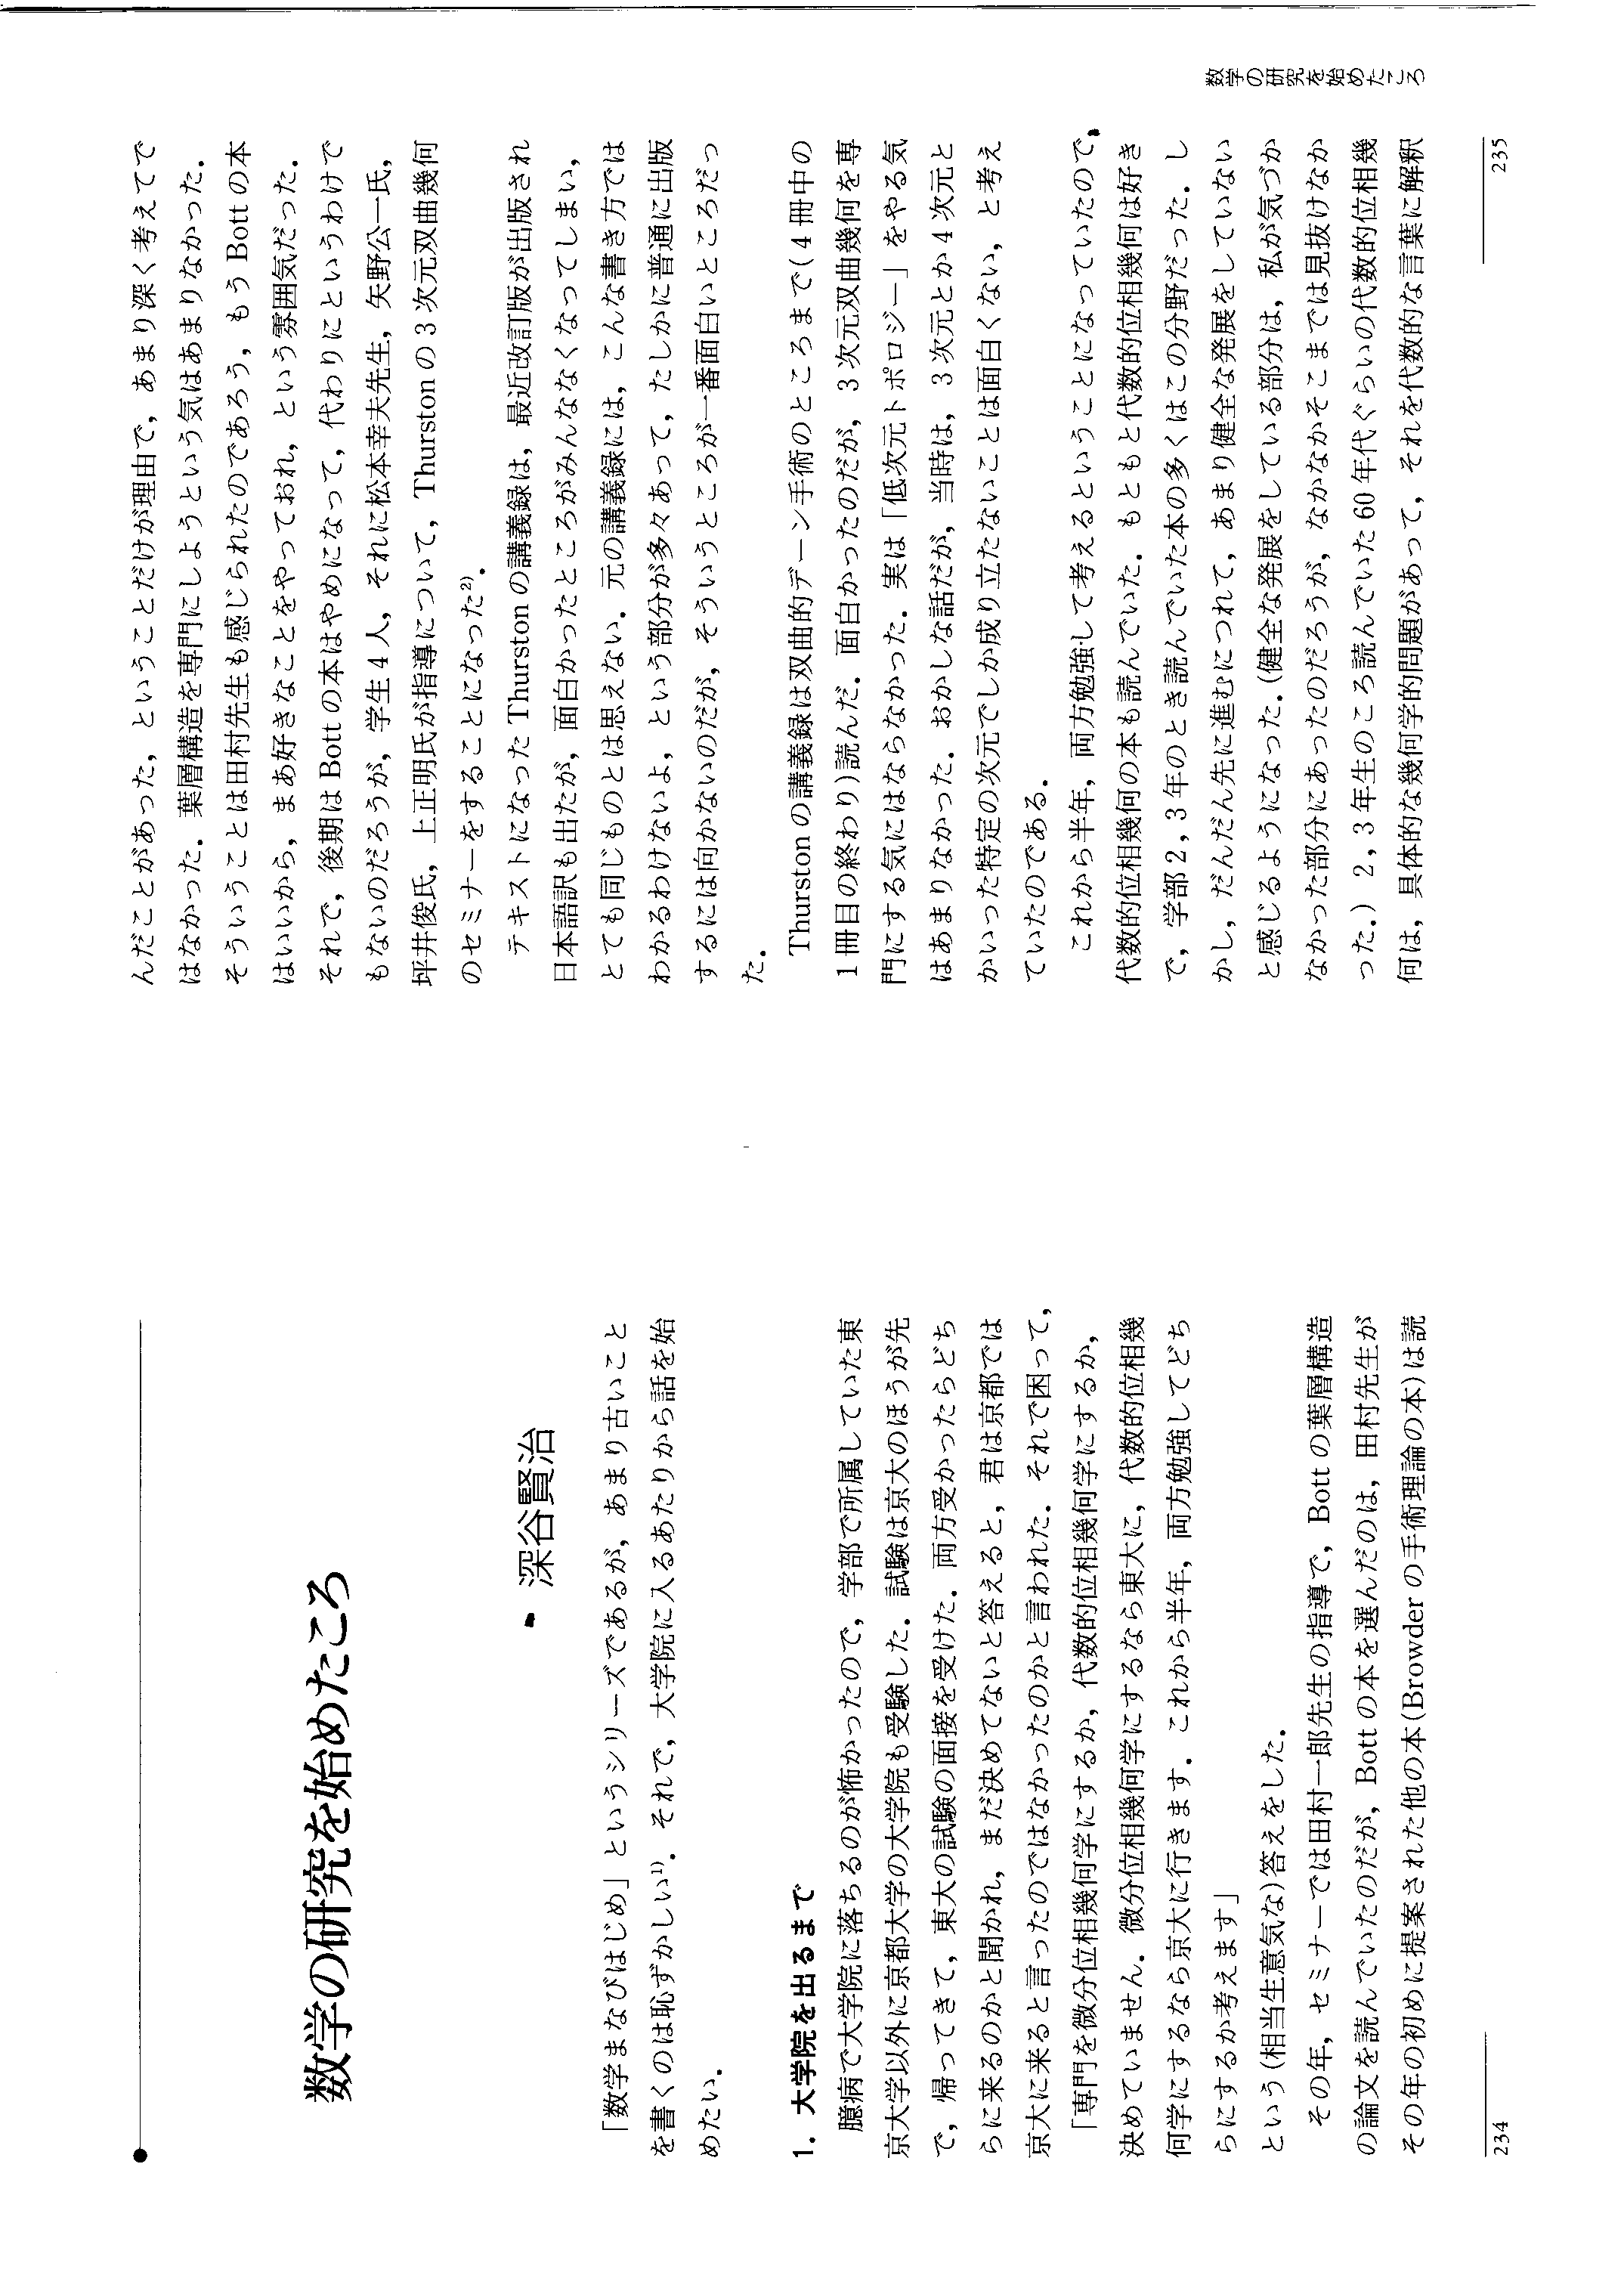 数学の研究を始めたころ
深谷賢治
「数学まなびはじめ」というシリーズであるが，あまり古いこと
を書くのは恥ずかしい¹⁾．それで，大学院に入るあたりから話を始
めたい．
1．大学院を出るまで
臆病で大学院に落ちるのが怖かったので，学部で所属していた東
京大学以外に京都大学の大学院も受験した．試験は京大のほうが先
で，帰ってきて，東大の試験の面接を受けた．両方受かったらどち
らに来るのかと聞かれ，まだ決めてないと答えると，君は京都では
京大に来ると言ったのではなかったのかと言われた．それで困って，
「専門を微分位相幾何学にするか，代数的位相幾何学にするか，
決めていません．微分位相幾何学にするなら東大に，代数的位相幾
何学にするなら京大に行きます．これから半年，両方勉強してどち
らにするか考えます」
という(相当生意気な)答えをした．
その年，セミナーでは田村一郎先生の指導で，Bottの葉層構造
の論文を読んでいたのだが，Bottの本を選んだのは，田村先生が
その年の初めに提案された他の本(Browderの手術理論の本)は読
234
んだことがあった，ということだけが理由で，あまり深く考えてで
はなかった．葉層構造を専門にしようという気はあまりなかった．
そういうことは田村先生も感じられたのであろう，もうBottの本
はいいから，まあ好きなことをやっておれ，という雰囲気だった．
それで，後期はBottの本はやめになって，代わりにというわけで
もないのだろうが，学生4人，それに松本幸夫先生，矢野公一氏，
坪井俊氏，上正明氏が指導について，Thurstonの3次元双曲幾何
のセミナーをすることになった²⁾．
テキストになったThurstonの講義録は，最近改訂版が出版され
日本語訳も出たが，面白かったところがみんななくなってしまい，
とても同じものとは思えない．元の講義録には，こんな書き方では
わかるわけないよ，という部分が多々あって，たしかに普通に出版
するには向かないのだが，そういうところが一番面白いところだっ
た．
Thurstonの講義録は双曲的デーン手術のところまで(4冊中の
1冊目の終わり)読んだ．面白かったのだが，3次元双曲幾何を専
門にする気にはならなかった．実は「低次元トポロジー」をやる気
はあまりなかった．おかしな話だが，当時は，3次元とか4次元と
かいった特定の次元でしか成り立たないことは面白くない，と考え
ていたのである．
これから半年，両方勉強して考えるということになっていたので，
代数的位相幾何の本も読んでいた．もともと代数的位相幾何は好き
で，学部2，3年のとき読んでいた本の多くはこの分野だった．し
かし，だんだん先に進むにつれて，あまり健全な発展をしていない
と感じるようになった．(健全な発展をしている部分は，私が気づか
なかった部分にあったのだろうが，なかなかそこまでは見抜けなか
った．) 2，3年生のころ読んでいた60年代ぐらいの代数的位相幾
何は，具体的な幾何学的問題があって，それを代数的な言葉に解釈
数学の研究を始めたころ
235